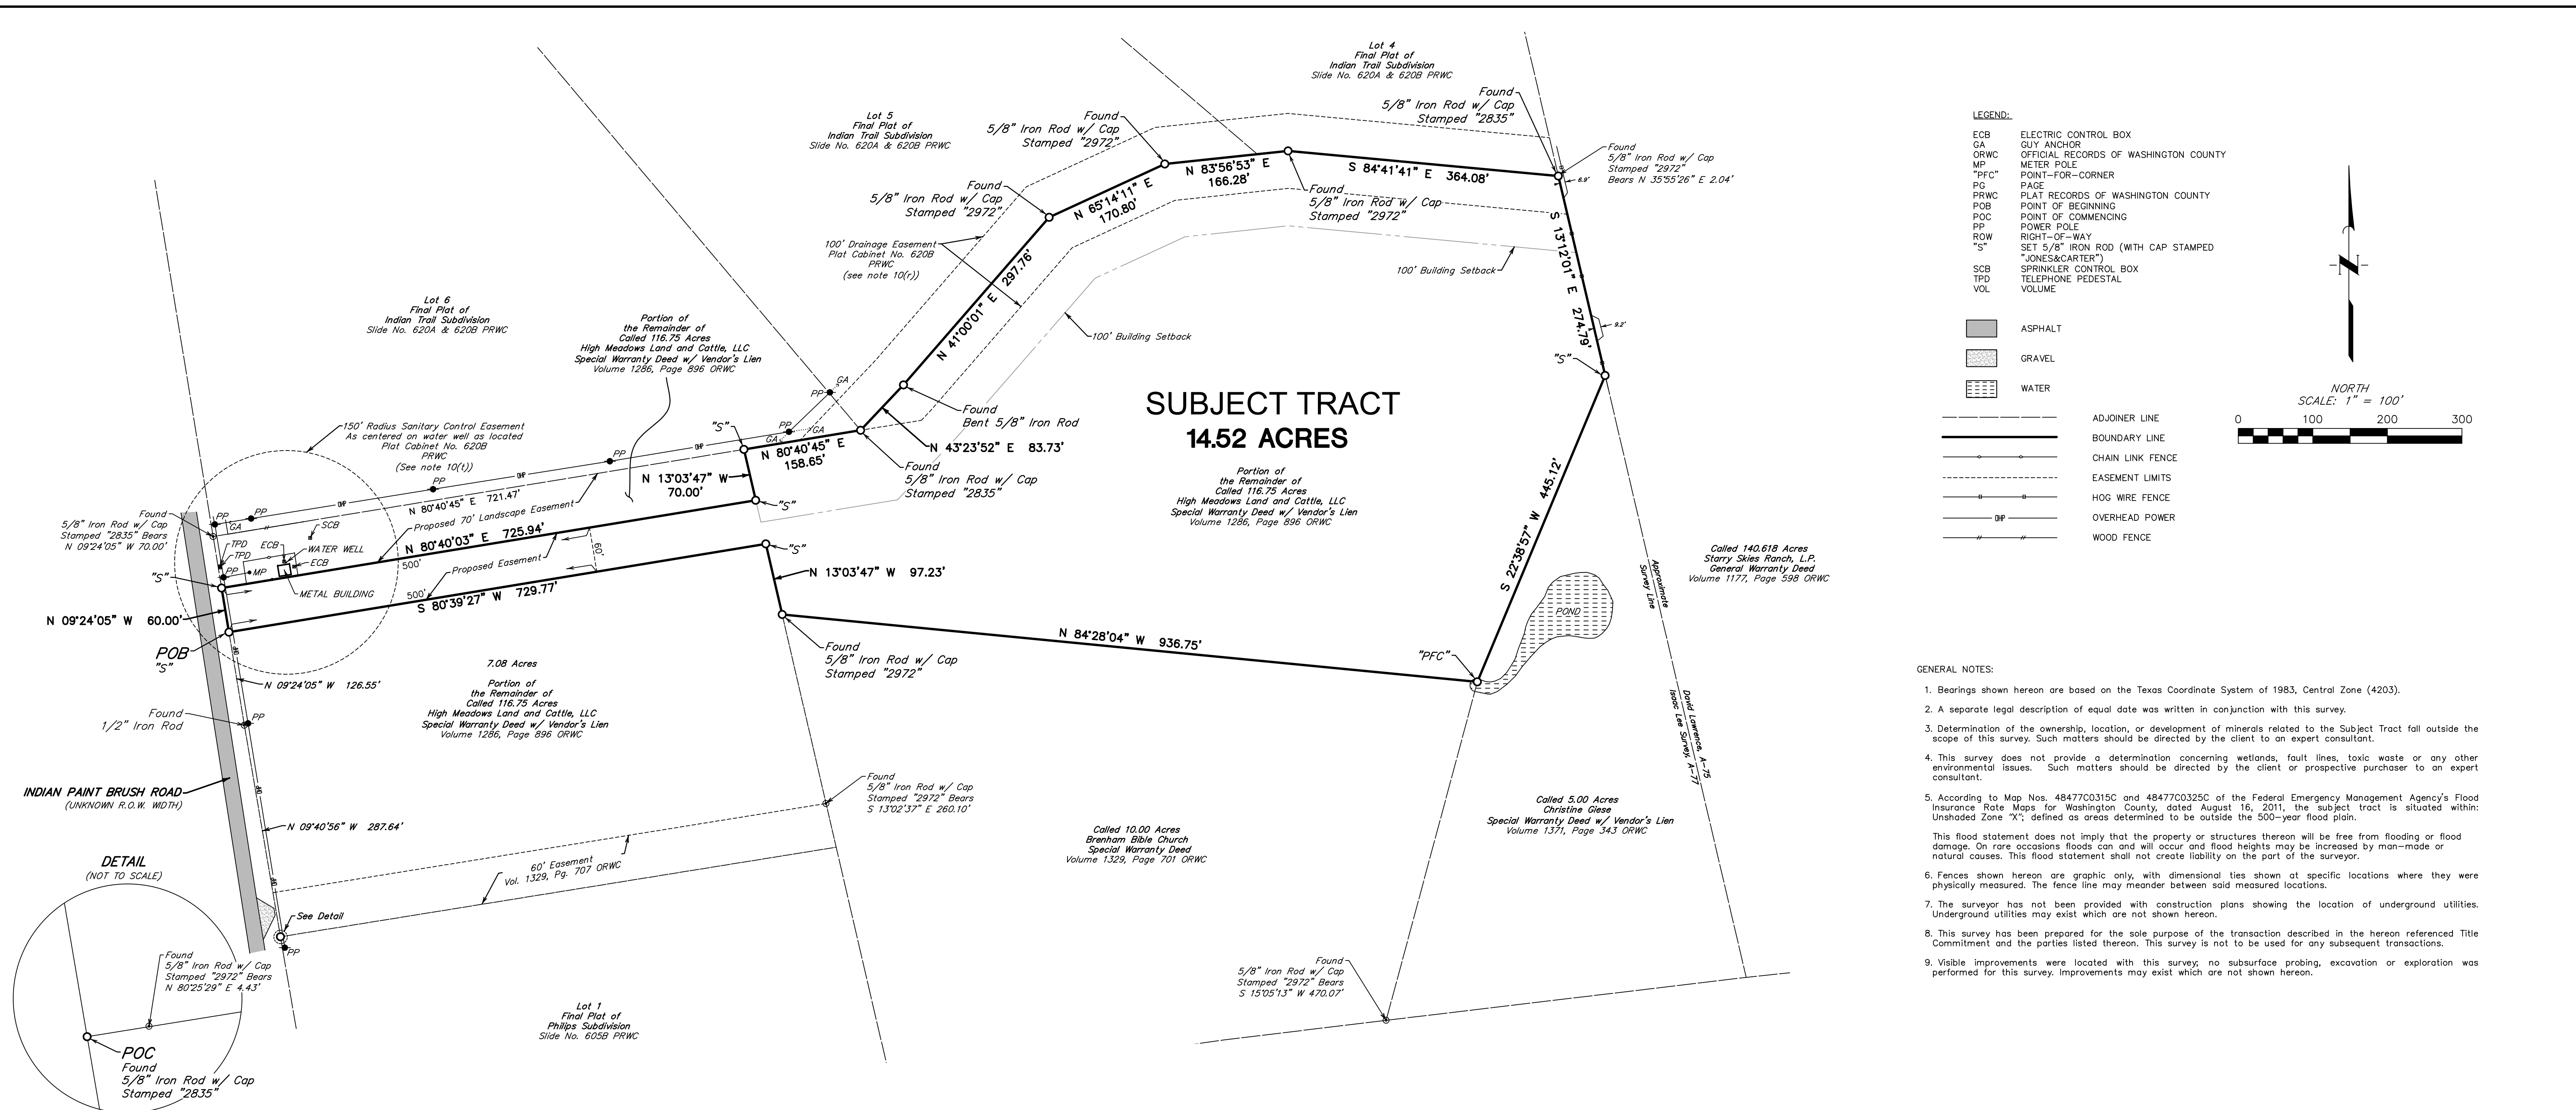 Lot 4
Final Plat of
Indian Trail Subdivision
Slide No. 620A & 620B PRWC
Found
5/8" Iron Rod w/ Cap
Stamped "2835"
Lot 5
Final Plat of
Indian Trail Subdivision
Slide No. 620A & 620B PRWC
Found
5/8" Iron Rod w/ Cap
Stamped "2972"
Found
5/8" Iron Rod w/ Cap
Stamped "2972
Bears N 35°55'26" E 2.04'
N 83°56'53" E
166.28'
S 84°41'41" E 364.08'
6.9'
Found
5/8" Iron Rod w/ Cap
Stamped "2972"
N 65°14'11" E
170.80'
Found
5/8" Iron Rod w/ Cap
Stamped "2972"
S 13°12'01" E 274.79'
100' Drainage Easement
Plat Cabinet No. 620B
PRWC
(see note 10(r))
N 41°00'01" E 297.76'
100' Building Setback
9.2'
100' Building Setback
"S"
Lot 6
Final Plat of
Indian Trail Subdivision
Slide No. 620A & 620B PRWC
Portion of
the Remainder of
Called 116.75 Acres
High Meadows Land and Cattle, LLC
Special Warranty Deed w/ Vendor's Lien
Volume 1286, Page 896 ORWC
GA
PP
SUBJECT TRACT
14.52 ACRES
Portion of
the Remainder of
Called 116.75 Acres
High Meadows Land and Cattle, LLC
Special Warranty Deed w/ Vendor's Lien
Volume 1286, Page 896 ORWC
Found
Bent 5/8" Iron Rod
N 43°23'52" E 83.73'
Found
5/8" Iron Rod w/ Cap
Stamped "2835"
150' Radius Sanitary Control Easement
As centered on water well as located
Plat Cabinet No. 620B
PRWC
(See note 10(t))
"S"
PP
GA
GA
N 80°40'45" E
158.65'
OHP
PP
OHP
PP
OHP
N 13°03'47" W
70.00'
"S"
N 80°40'45" E 721.47'
Proposed 70' Landscape Easement
N 80°40'03" E 725.94'
500'
Found
5/8" Iron Rod w/ Cap
Stamped "2835" Bears
N 09°24'05" W 70.00'
PP
PP
GA
SCB
TPD
TPD
ECB
WATER WELL
ECB
PP
MP
"S"
METAL BUILDING
Proposed Easement
60'
500'
S 80°39'27" W 729.77'
"S"
N 13°03'47" W 97.23'
N 09°24'05" W 60.00'
POB
"S"
S 22°38'57" W 445.12'
Approximate
Survey Line
Called 140.618 Acres
Starry Skies Ranch, L.P.
General Warranty Deed
Volume 1177, Page 598 ORWC
POND
N 84°28'04" W 936.75'
"PFC"
Found
5/8" Iron Rod w/ Cap
Stamped "2972"
OHP
7.08 Acres
Portion of
the Remainder of
Called 116.75 Acres
High Meadows Land and Cattle, LLC
Special Warranty Deed w/ Vendor's Lien
Volume 1286, Page 896 ORWC
N 09°24'05" W 126.55'
Found
1/2" Iron Rod
PP
David Lawrence, A-75
Isaac Lee Survey, A-77
INDIAN PAINT BRUSH ROAD
(UNKNOWN R.O.W. WIDTH)
OHP
N 09°40'56" W 287.64'
OHP
Found
5/8" Iron Rod w/ Cap
Stamped "2972" Bears
S 13°02'37" E 260.10'
Called 10.00 Acres
Brenham Bible Church
Special Warranty Deed
Volume 1329, Page 701 ORWC
Called 5.00 Acres
Christine Giese
Special Warranty Deed w/ Vendor's Lien
Volume 1371, Page 343 ORWC
60' Easement
Vol. 1329, Pg. 707 ORWC
See Detail
PP
DETAIL
(NOT TO SCALE)
Found
5/8" Iron Rod w/ Cap
Stamped "2972" Bears
N 80°25'29" E 4.43'
POC
Found
5/8" Iron Rod w/ Cap
Stamped "2835"
Lot 1
Final Plat of
Philips Subdivision
Slide No. 605B PRWC
Found
5/8" Iron Rod w/ Cap
Stamped "2972" Bears
S 15°05'13" W 470.07'
LEGEND:
ECB ELECTRIC CONTROL BOX
GA GUY ANCHOR
ORWC OFFICIAL RECORDS OF WASHINGTON COUNTY
MP METER POLE
"PFC" POINT-FOR-CORNER
PG PAGE
PRWC PLAT RECORDS OF WASHINGTON COUNTY
POB POINT OF BEGINNING
POC POINT OF COMMENCING
PP POWER POLE
ROW RIGHT-OF-WAY
"S" SET 5/8" IRON ROD (WITH CAP STAMPED
"JONES&CARTER")
SCB SPRINKLER CONTROL BOX
TPD TELEPHONE PEDESTAL
VOL VOLUME
ASPHALT
GRAVEL
WATER
ADJOINER LINE
BOUNDARY LINE
CHAIN LINK FENCE
EASEMENT LIMITS
HOG WIRE FENCE
OHP OVERHEAD POWER
WOOD FENCE
N
NORTH
SCALE: 1" = 100'
0 100 200 300
GENERAL NOTES:
1. Bearings shown hereon are based on the Texas Coordinate System of 1983, Central Zone (4203).
2. A separate legal description of equal date was written in conjunction with this survey.
3. Determination of the ownership, location, or development of minerals related to the Subject Tract fall outside the
scope of this survey. Such matters should be directed by the client to an expert consultant.
4. This survey does not provide a determination concerning wetlands, fault lines, toxic waste or any other
environmental issues. Such matters should be directed by the client or prospective purchaser to an expert
consultant.
5. According to Map Nos. 48477C0315C and 48477C0325C of the Federal Emergency Management Agency's Flood
Insurance Rate Maps for Washington County, dated August 16, 2011, the subject tract is situated within:
Unshaded Zone "X"; defined as areas determined to be outside the 500-year flood plain.
This flood statement does not imply that the property or structures thereon will be free from flooding or flood
damage. On rare occasions floods can and will occur and flood heights may be increased by man-made or
natural causes. This flood statement shall not create liability on the part of the surveyor.
6. Fences shown hereon are graphic only, with dimensional ties shown at specific locations where they were
physically measured. The fence line may meander between said measured locations.
7. The surveyor has not been provided with construction plans showing the location of underground utilities.
Underground utilities may exist which are not shown hereon.
8. This survey has been prepared for the sole purpose of the transaction described in the hereon referenced Title
Commitment and the parties listed thereon. This survey is not to be used for any subsequent transactions.
9. Visible improvements were located with this survey; no subsurface probing, excavation or exploration was
performed for this survey. Improvements may exist which are not shown hereon.